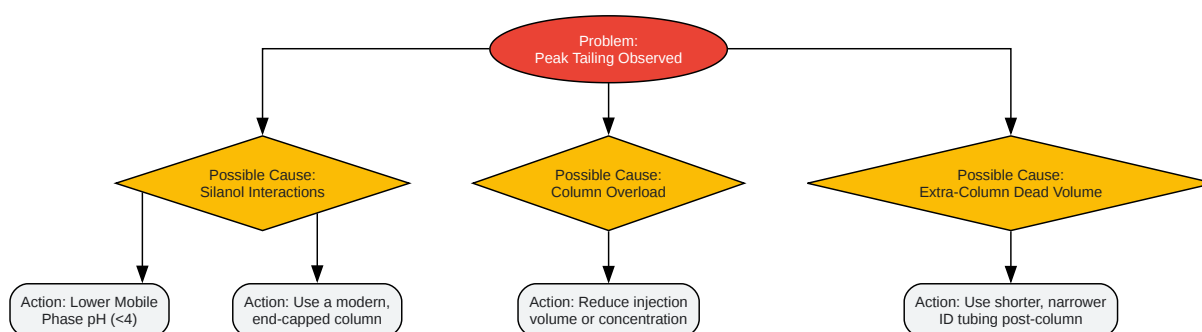 Problem:
Peak Tailing Observed
Possible Cause:
Silanol Interactions
Possible Cause:
Column Overload
Possible Cause:
Extra-Column Dead Volume
Action: Lower Mobile
Phase pH (<4)
Action: Use a modern,
end-capped column
Action: Reduce injection
volume or concentration
Action: Use shorter, narrower
ID tubing post-column